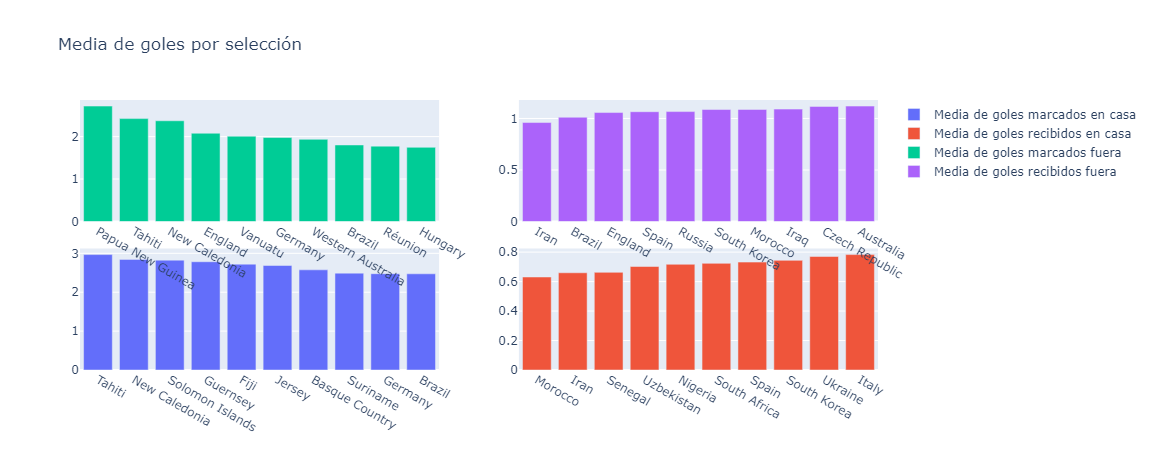 Media de goles por selección
2
1
0
Papua New Guinea
Tahiti
New Caledonia
England
Vanuatu
Germany
Western Australia
Brazil
Réunion
Hungary
1
0.5
0
Iran
Brazil
England
Spain
Russia
South Korea
Morocco
Iraq
Czech Republic
Australia
Media de goles marcados en casa
Media de goles recibidos en casa
Media de goles marcados fuera
Media de goles recibidos fuera
3
2
1
0
Tahiti
New Caledonia
Solomon Islands
Guernsey
Fiji
Jersey
Basque Country
Suriname
Germany
Brazil
0.8
0.6
0.4
0.2
0
Morocco
Iran
Senegal
Uzbekistan
Nigeria
South Africa
Spain
South Korea
Ukraine
Italy